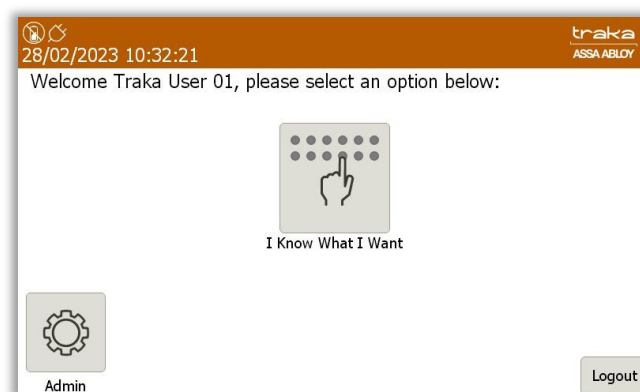 traka
28/02/2023 10:32:21
ASSA ABLOY
Welcome Traka User 01, please select an option below:
I Know What I Want
Admin
Logout